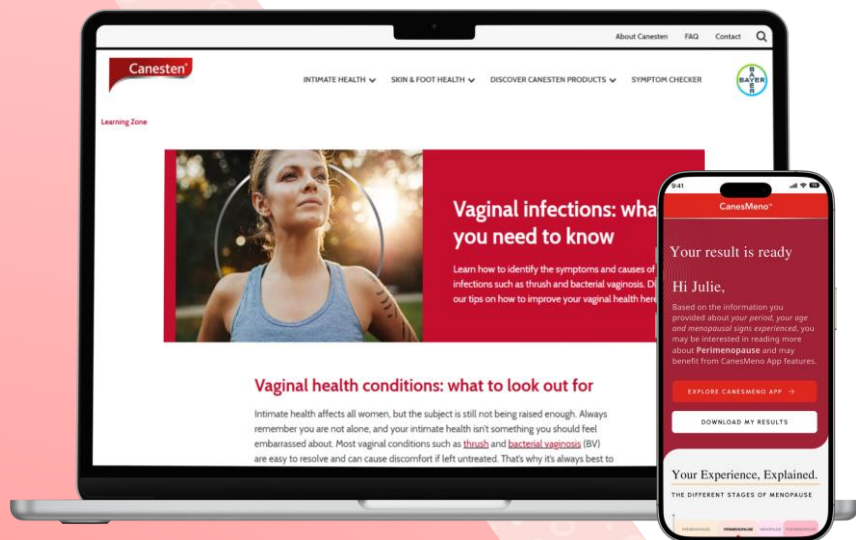 About Canesten FAQ Contact
Canesten®
INTIMATE HEALTH SKIN & FOOT HEALTH DISCOVER CANESTEN PRODUCTS SYMPTOM CHECKER
BAYER
BAYER
Learning Zone
Vaginal infections: wha
you need to know
Learn how to identify the symptoms and causes of
infections such as thrush and bacterial vaginosis. Di
our tips on how to improve your vaginal health here
Vaginal health conditions: what to look out for
Intimate health affects all women, but the subject is still not being raised enough. Always
remember you are not alone, and your intimate health isn't something you should feel
embarrassed about. Most vaginal conditions such as thrush and bacterial vaginosis (BV)
are easy to resolve and can cause discomfort if left untreated. That's why it's always best to
9:41
CanesMeno™
Your result is ready
Hi Julie,
Based on the information you
provided about your period, your age
and menopausal signs experienced, you
may be interested in reading more
about Perimenopause and may
benefit from CanesMeno App features.
EXPLORE CANESMENO APP →
DOWNLOAD MY RESULTS
Your Experience, Explained.
THE DIFFERENT STAGES OF MENOPAUSE
PERIMENOPAUSE